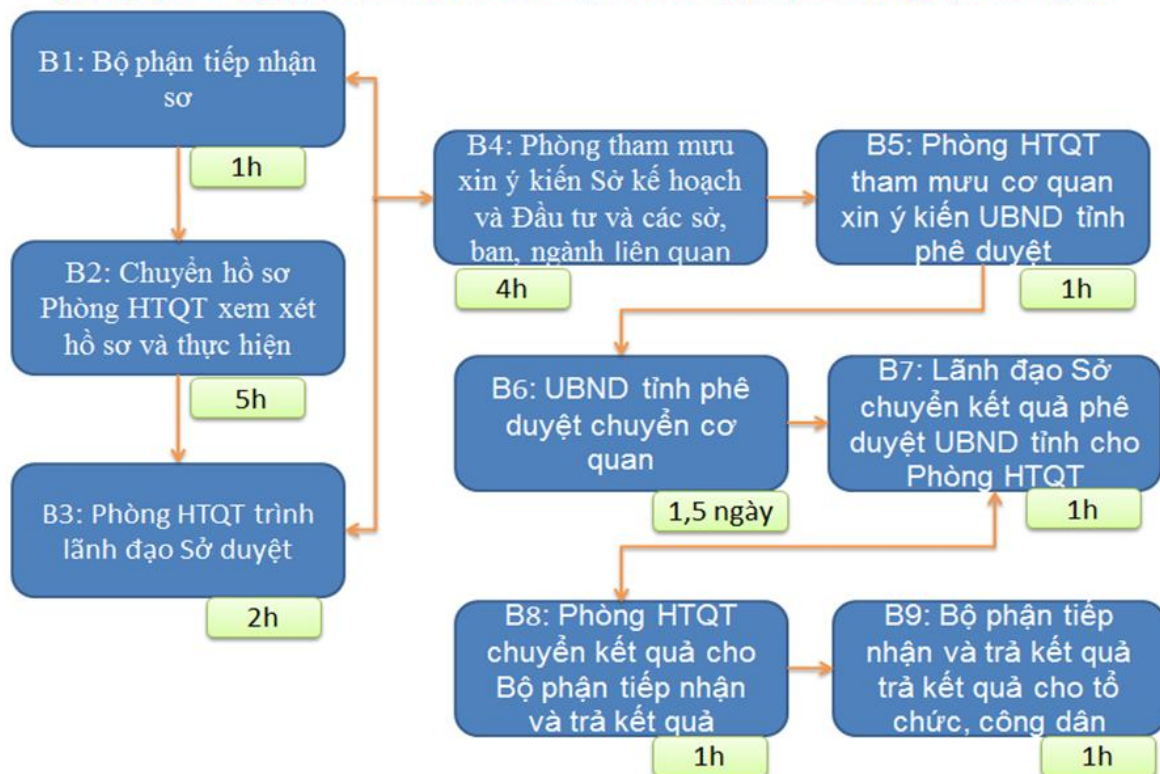 B1: Bộ phận tiếp nhận
sơ
1h
B2: Chuyển hồ sơ
Phòng HTQT xem xét
hồ sơ và thực hiện
5h
B3: Phòng HTQT trình
lãnh đạo Sở duyệt
2h
B4: Phòng tham mưu
xin ý kiến Sở kế hoạch
và Đầu tư và các sở,
ban, ngành liên quan
4h
B5: Phòng HTQT
tham mưu cơ quan
xin ý kiến UBND tỉnh
phê duyệt
1h
B6: UBND tỉnh phê
duyệt chuyển cơ
quan
1,5 ngày
B7: Lãnh đạo Sở
chuyển kết quả phê
duyệt UBND tỉnh cho
Phòng HTQT
1h
B8: Phòng HTQT
chuyển kết quả cho
Bộ phận tiếp nhận
và trả kết quả
1h
B9: Bộ phận tiếp
nhận và trả kết quả
trả kết quả cho tổ
chức, công dân
1h